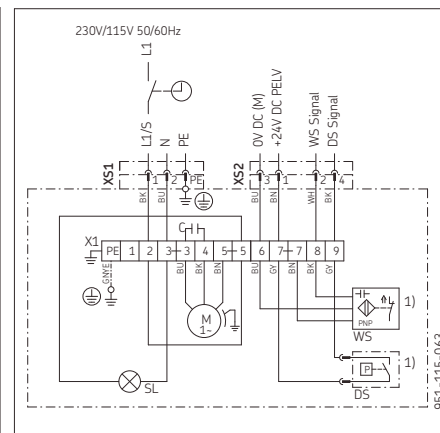 230V/115V 50/60Hz
L1
L1/S
N
PE
0V DC (M)
+24V DC PELV
WS Signal
DS Signal
XS1
1
2
PE
XS2
3
1
2
4
BK
BU
BU
BN
WH
BK
C
X1
PE
1
2
3
3
4
5
5
6
7
7
8
9
GNYE
BU
BK
BN
BU
GY
BN
BK
GY
M
1~
PNP
WS
1)
SL
P
DS
1)
951-115-063